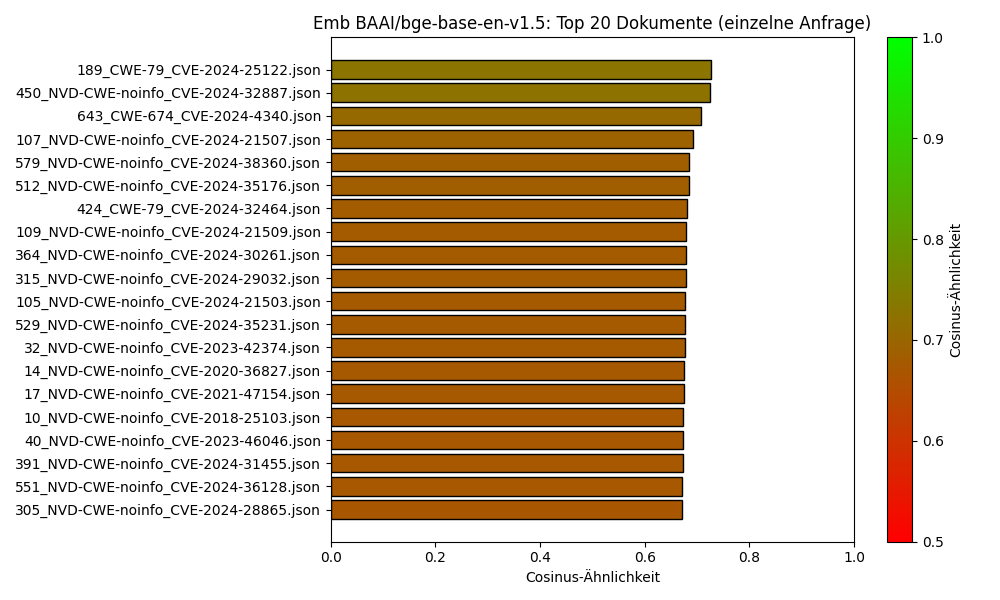 Emb BAAI/bge-base-en-v1.5: Top 20 Dokumente (einzelne Anfrage)
189_CWE-79_CVE-2024-25122.json
450_NVD-CWE-noinfo_CVE-2024-32887.json
643_CWE-674_CVE-2024-4340.json
107_NVD-CWE-noinfo_CVE-2024-21507.json
579_NVD-CWE-noinfo_CVE-2024-38360.json
512_NVD-CWE-noinfo_CVE-2024-35176.json
424_CWE-79_CVE-2024-32464.json
109_NVD-CWE-noinfo_CVE-2024-21509.json
364_NVD-CWE-noinfo_CVE-2024-30261.json
315_NVD-CWE-noinfo_CVE-2024-29032.json
105_NVD-CWE-noinfo_CVE-2024-21503.json
529_NVD-CWE-noinfo_CVE-2024-35231.json
32_NVD-CWE-noinfo_CVE-2023-42374.json
14_NVD-CWE-noinfo_CVE-2020-36827.json
17_NVD-CWE-noinfo_CVE-2021-47154.json
10_NVD-CWE-noinfo_CVE-2018-25103.json
40_NVD-CWE-noinfo_CVE-2023-46046.json
391_NVD-CWE-noinfo_CVE-2024-31455.json
551_NVD-CWE-noinfo_CVE-2024-36128.json
305_NVD-CWE-noinfo_CVE-2024-28865.json
0.0 0.2 0.4 0.6 0.8 1.0
Cosinus-Ähnlichkeit
1.0
0.9
0.8
0.7
0.6
0.5
Cosinus-Ähnlichkeit